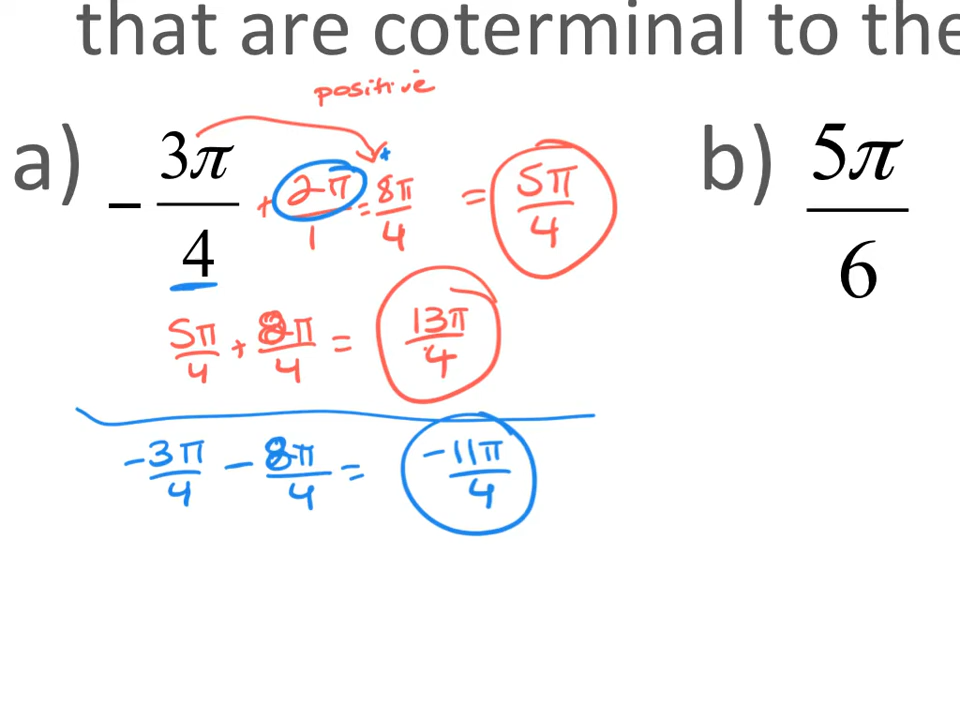 that are coterminal to the
positive
a) - 3π/4 + 2π/1 = 8π/4 = 5π/4
b) 5π/6
5π/4 + 8π/4 = 13π/4
-3π/4 - 8π/4 = -11π/4